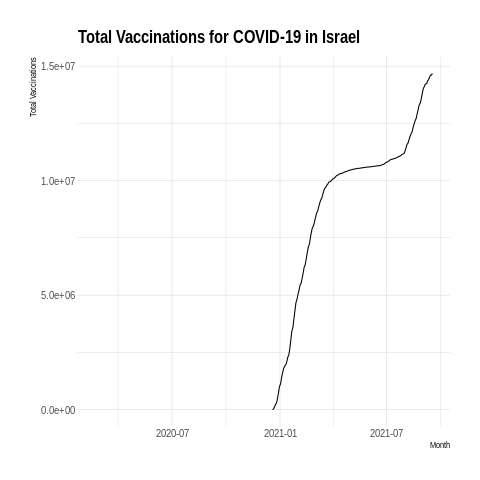 Total Vaccinations for COVID-19 in Israel
Total Vaccinations
1.5e+07
1.0e+07
5.0e+06
0.0e+00
2020-07
2021-01
2021-07
Month